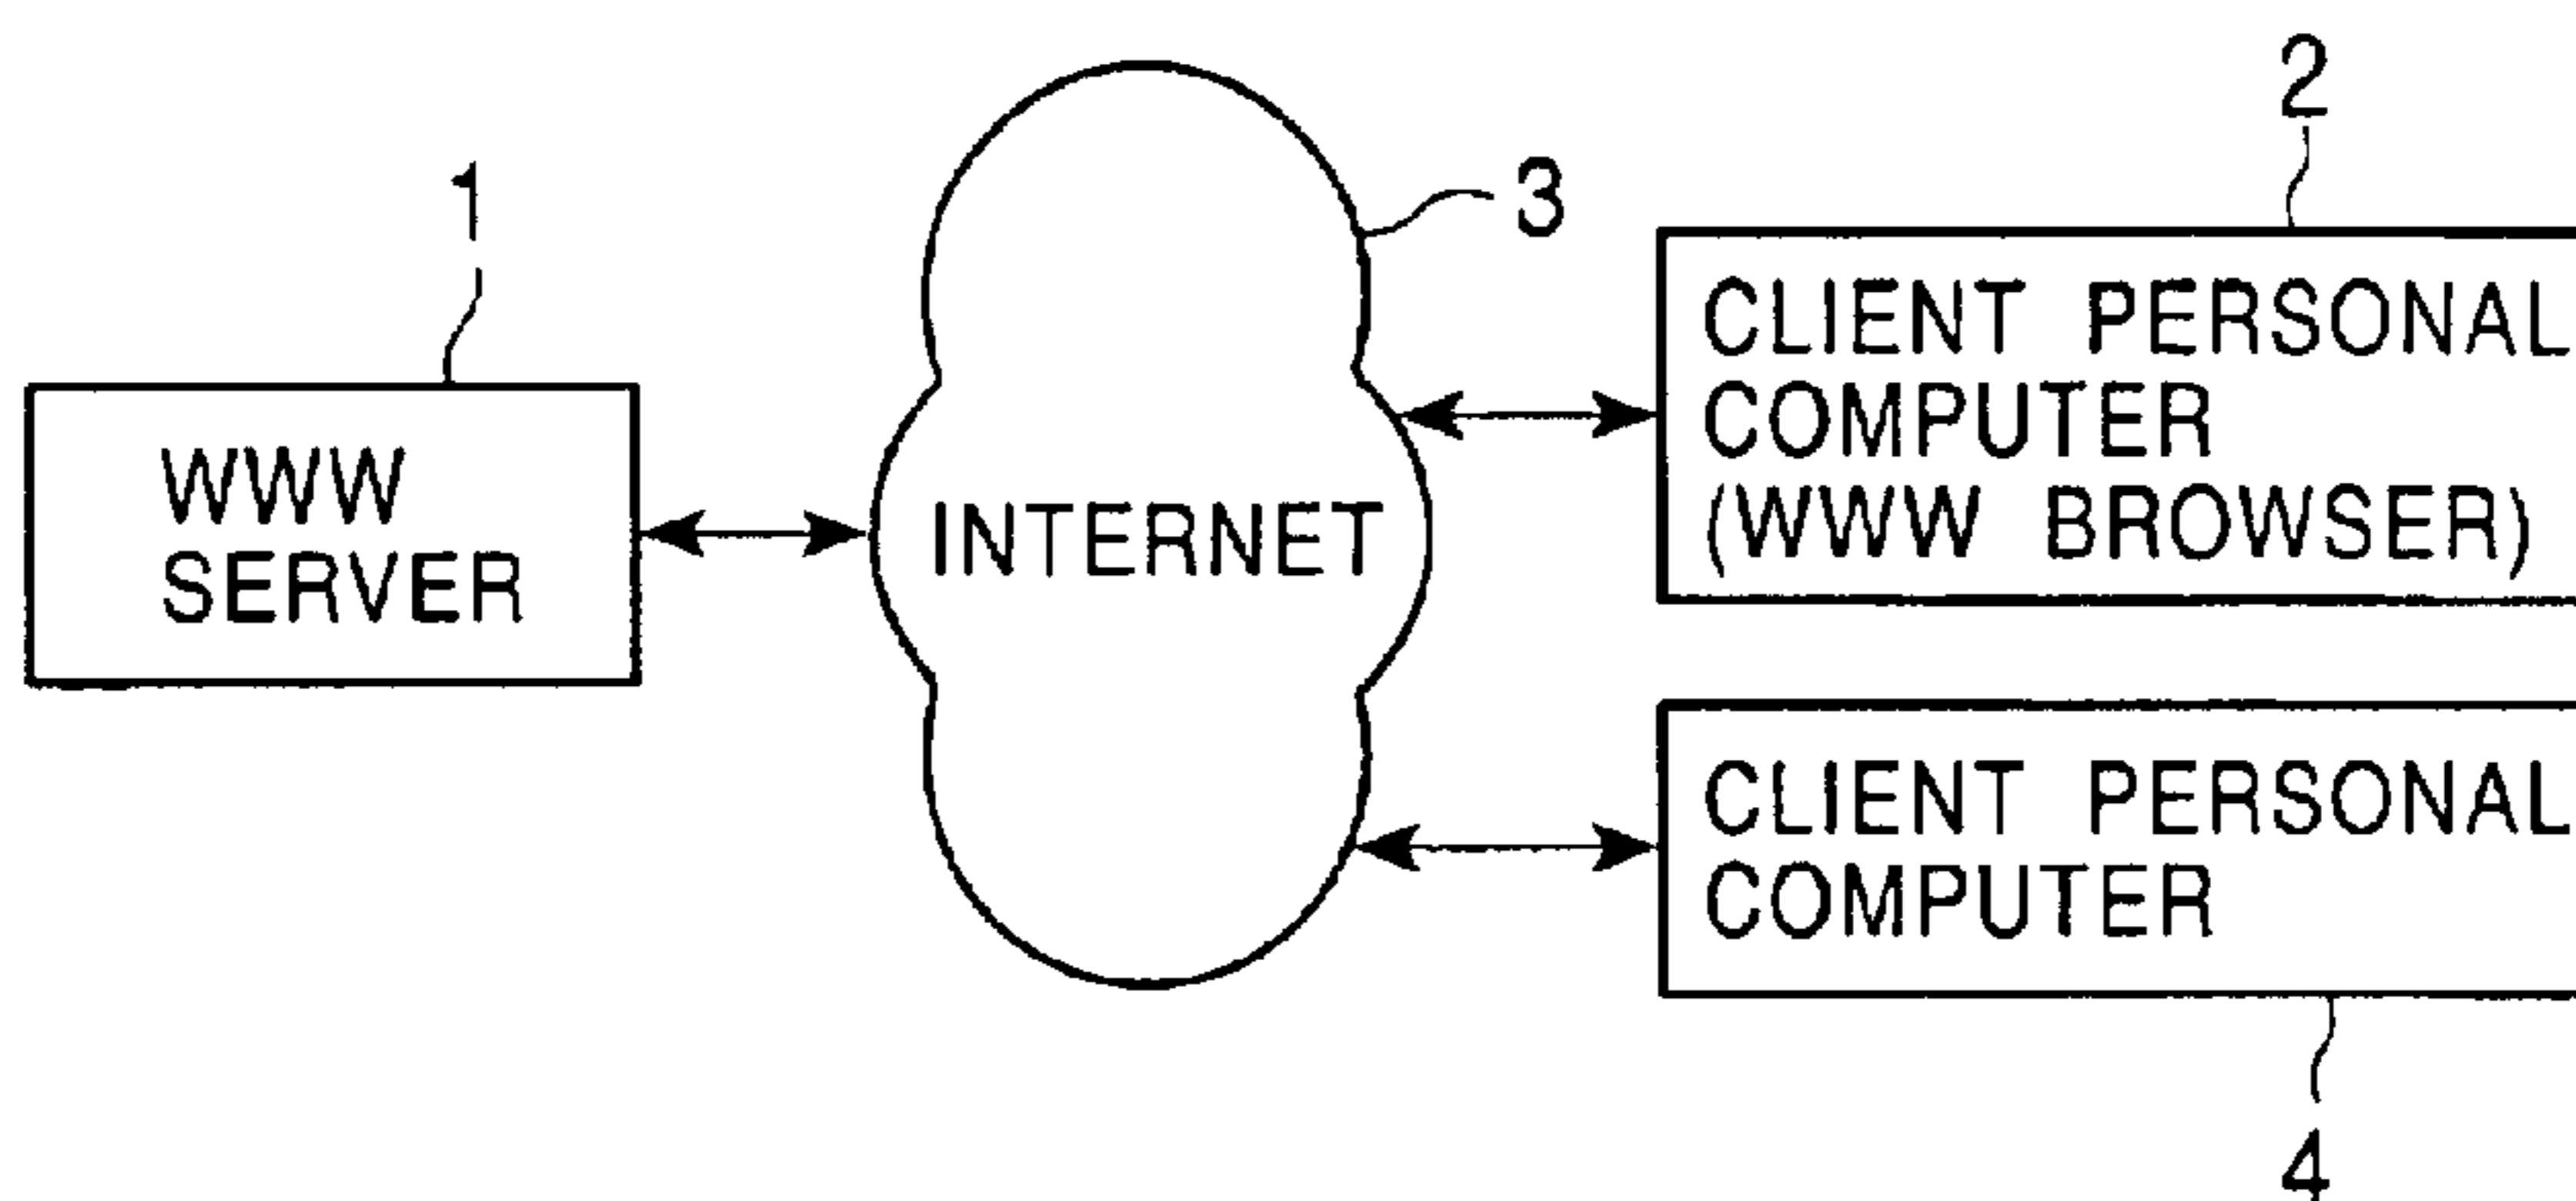 1
WWW
SERVER
INTERNET
3
2
CLIENT PERSONAL
COMPUTER
(WWW BROWSER)
CLIENT PERSONAL
COMPUTER
4